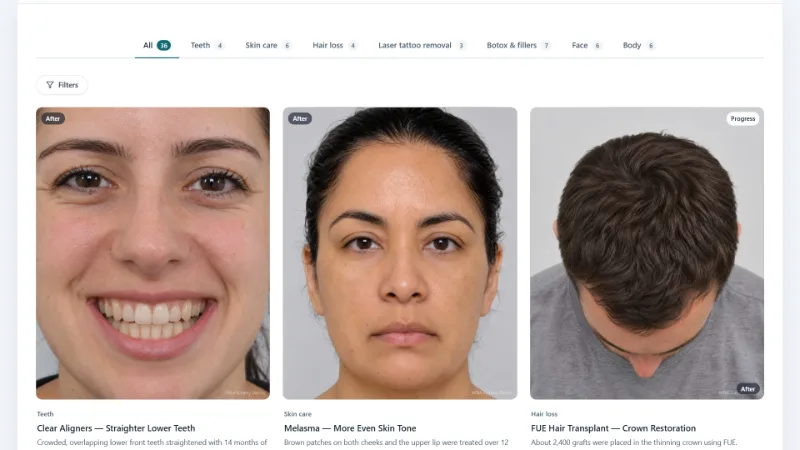 All 36 Teeth 4 Skin care 6 Hair loss 4 Laser tattoo removal 3 Botox & fillers 7 Face 6 Body 6
Filters
After
After
Progress
After
Teeth
Clear Aligners — Straighter Lower Teeth
Crowded, overlapping lower front teeth straightened with 14 months of
Skin care
Melasma — More Even Skin Tone
Brown patches on both cheeks and the upper lip were treated over 12
Hair loss
FUE Hair Transplant — Crown Restoration
About 2,400 grafts were placed in the thinning crown using FUE.